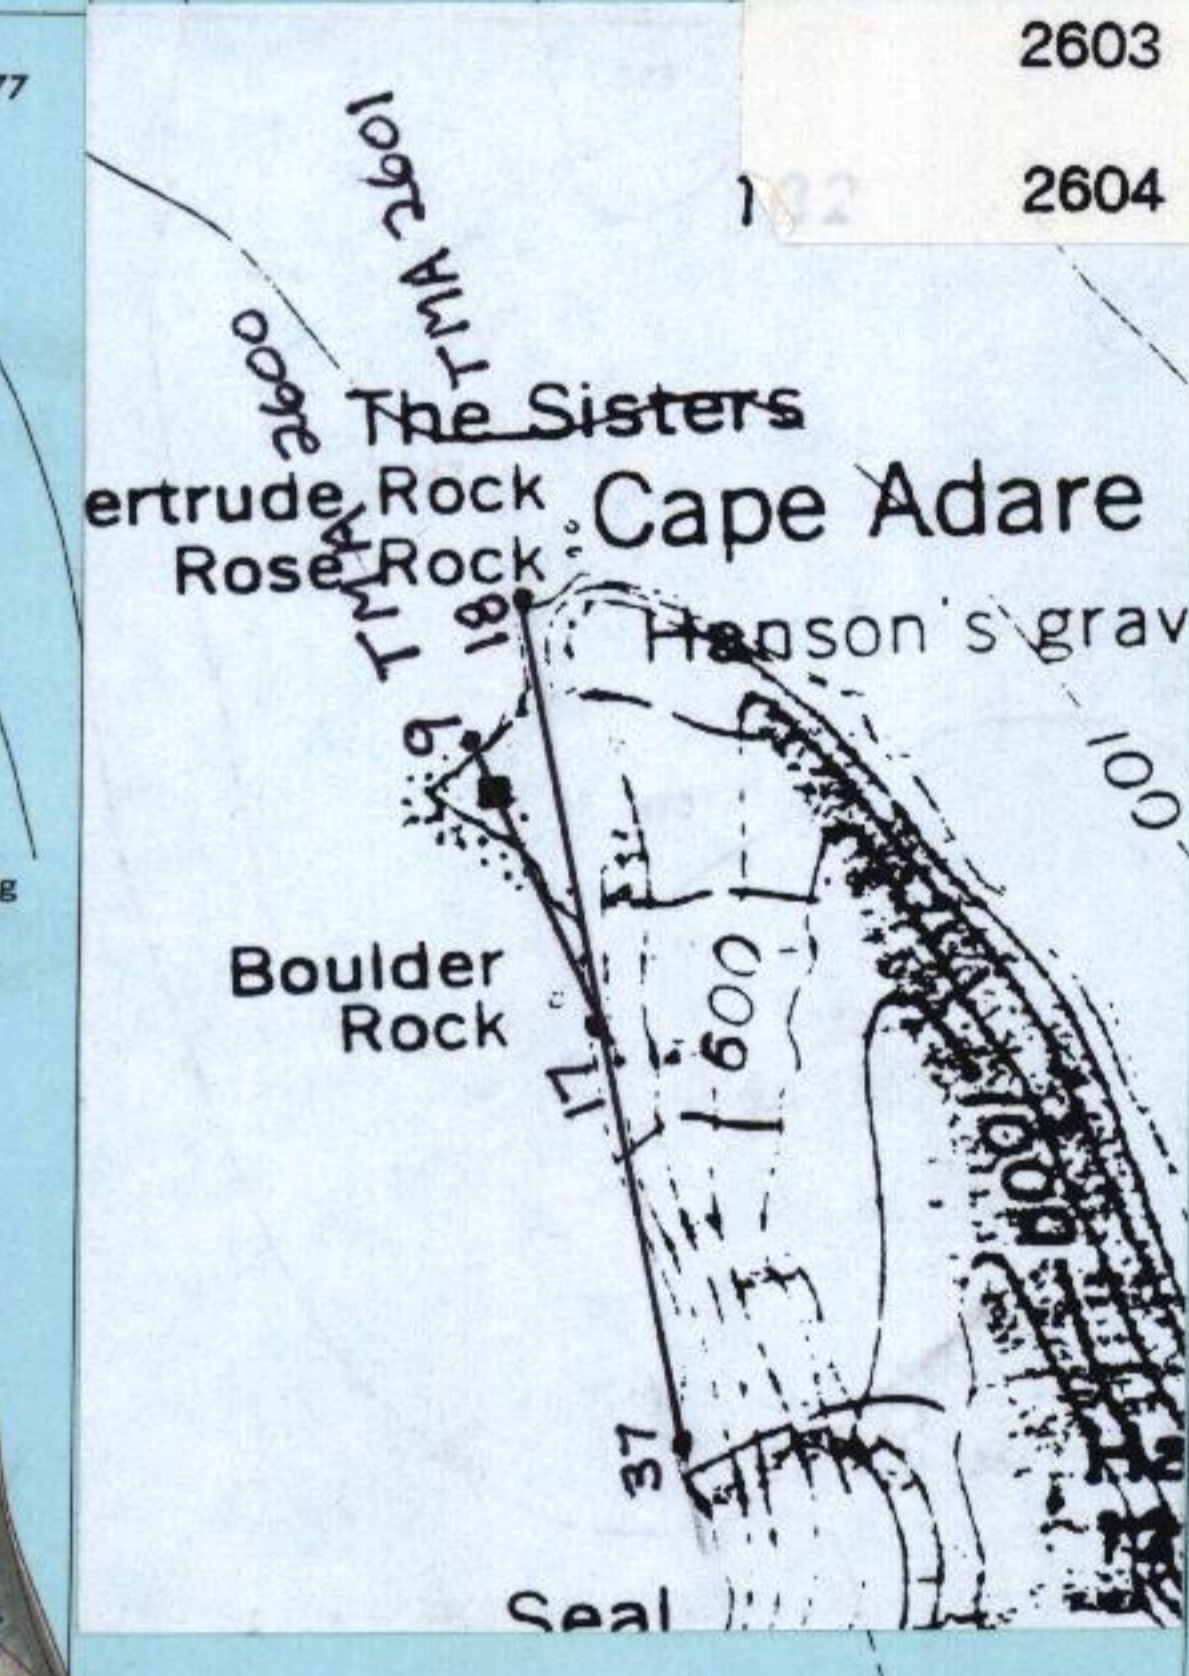 77
2603
2604
TMA 2601
TMA 2600
The Sisters
ertrude Rock
Rose Rock
Cape Adare
18
Hanson's grav
9
100
g
Boulder
Rock
600
17
1000
37
Seal